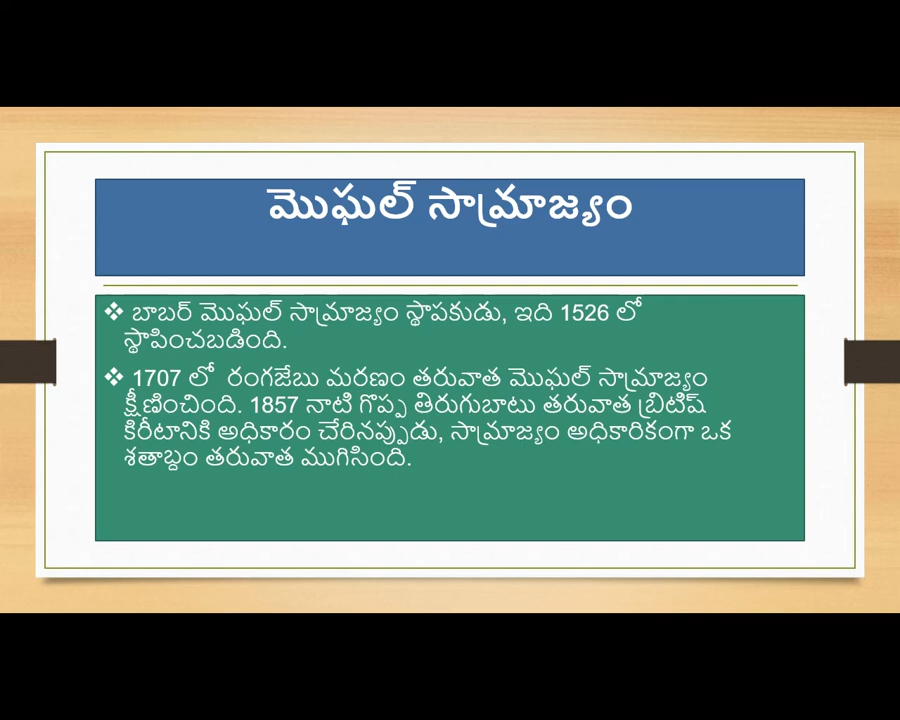 మొఘల్ సామ్రాజ్యం
❖ బాబర్ మొఘల్ సామ్రాజ్యం స్థాపకుడు, ఇది 1526 లో
స్థాపించబడింది.
❖ 1707 లో రంగజేబు మరణం తరువాత మొఘల్ సామ్రాజ్యం
క్షీణించింది. 1857 నాటి గొప్ప తిరుగుబాటు తరువాత బ్రిటిష్
కిరీటానికి అధికారం చేరినప్పుడు, సామ్రాజ్యం అధికారికంగా ఒక
శతాబ్దం తరువాత ముగిసింది.